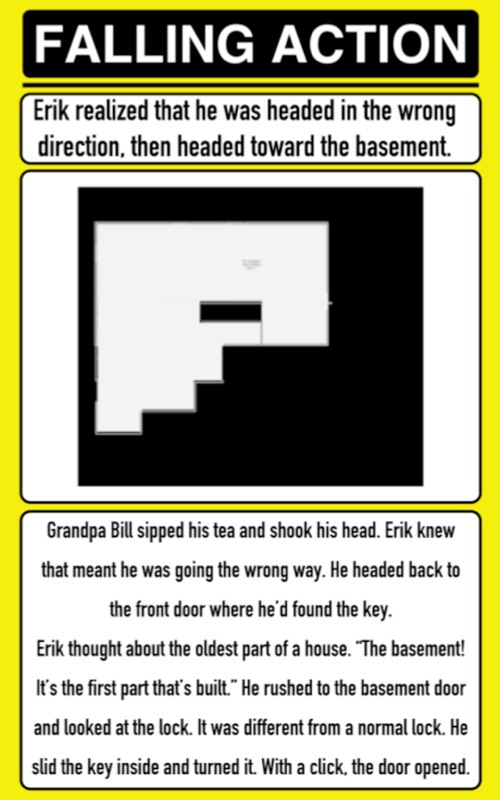 FALLING ACTION
Erik realized that he was headed in the wrong
direction, then headed toward the basement.
Grandpa Bill sipped his tea and shook his head. Erik knew
that meant he was going the wrong way. He headed back to
the front door where he'd found the key.
Erik thought about the oldest part of a house. "The basement!
It's the first part that's built." He rushed to the basement door
and looked at the lock. It was different from a normal lock. He
slid the key inside and turned it. With a click, the door opened.